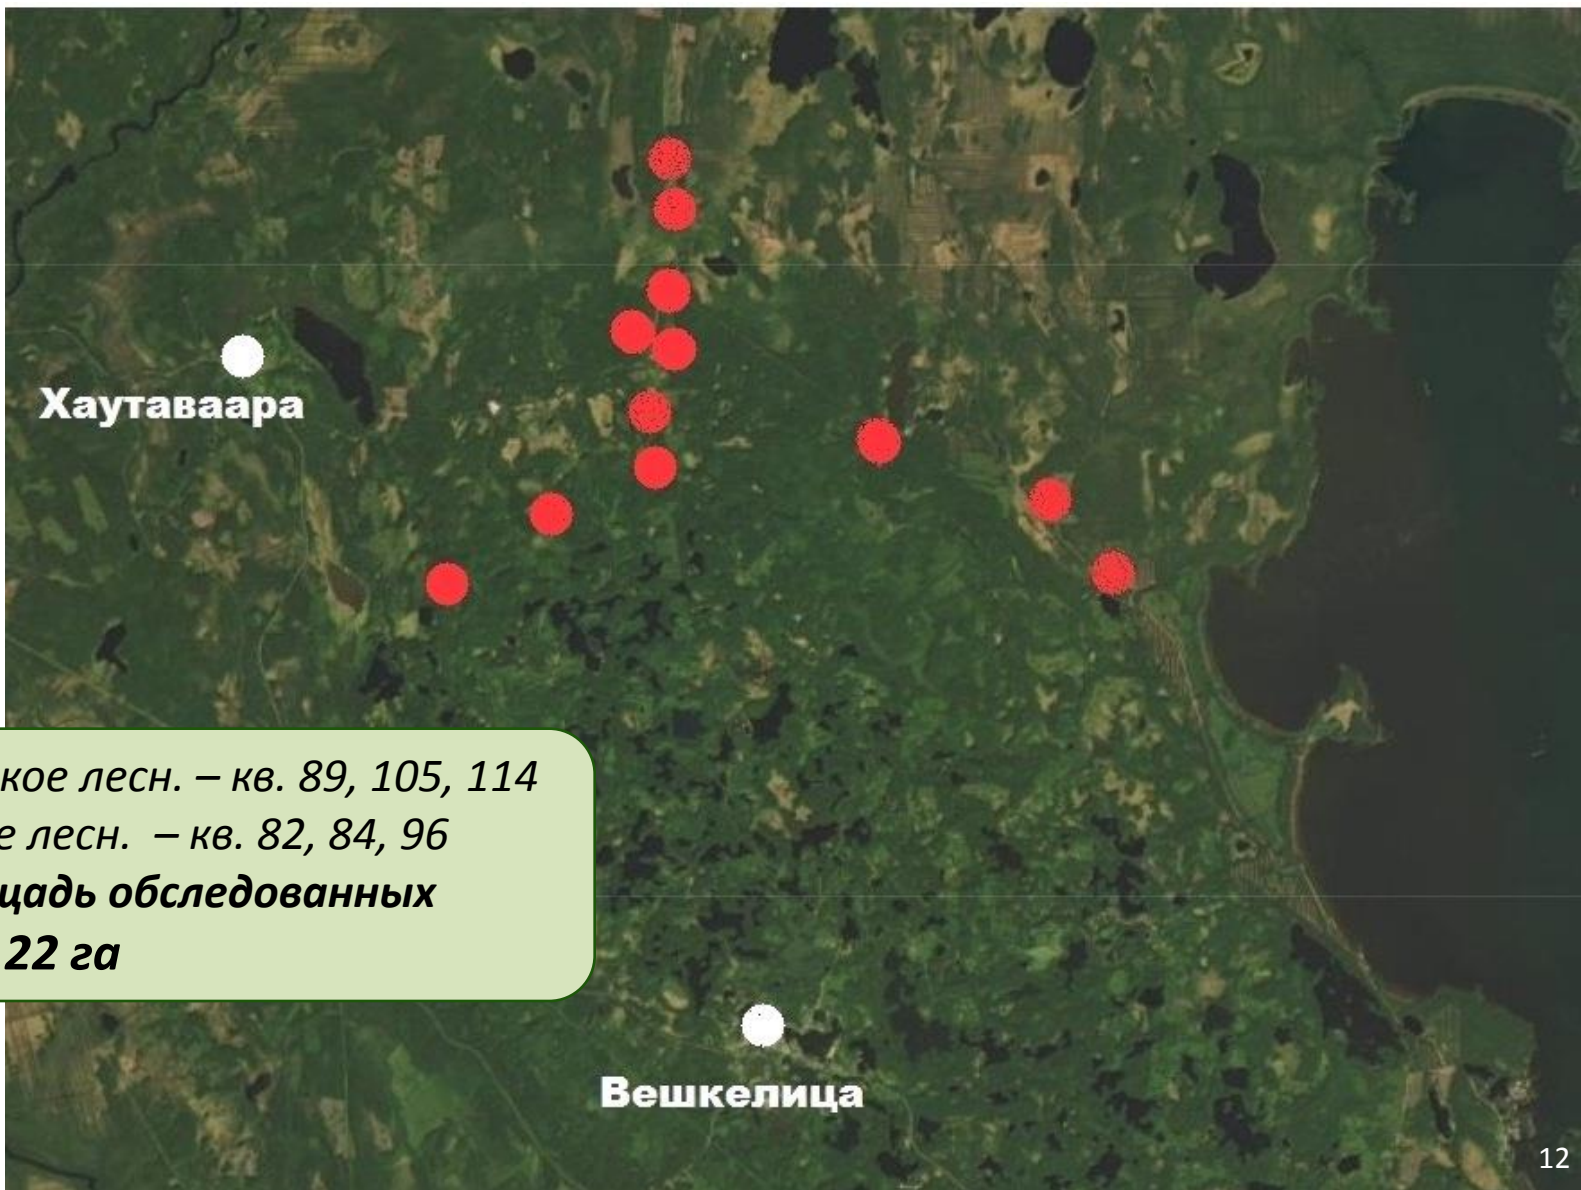 Хаутаваара
кое лесн. – кв. 89, 105, 114
е лесн. – кв. 82, 84, 96
щадь обследованных
22 га
Вешкелица
12